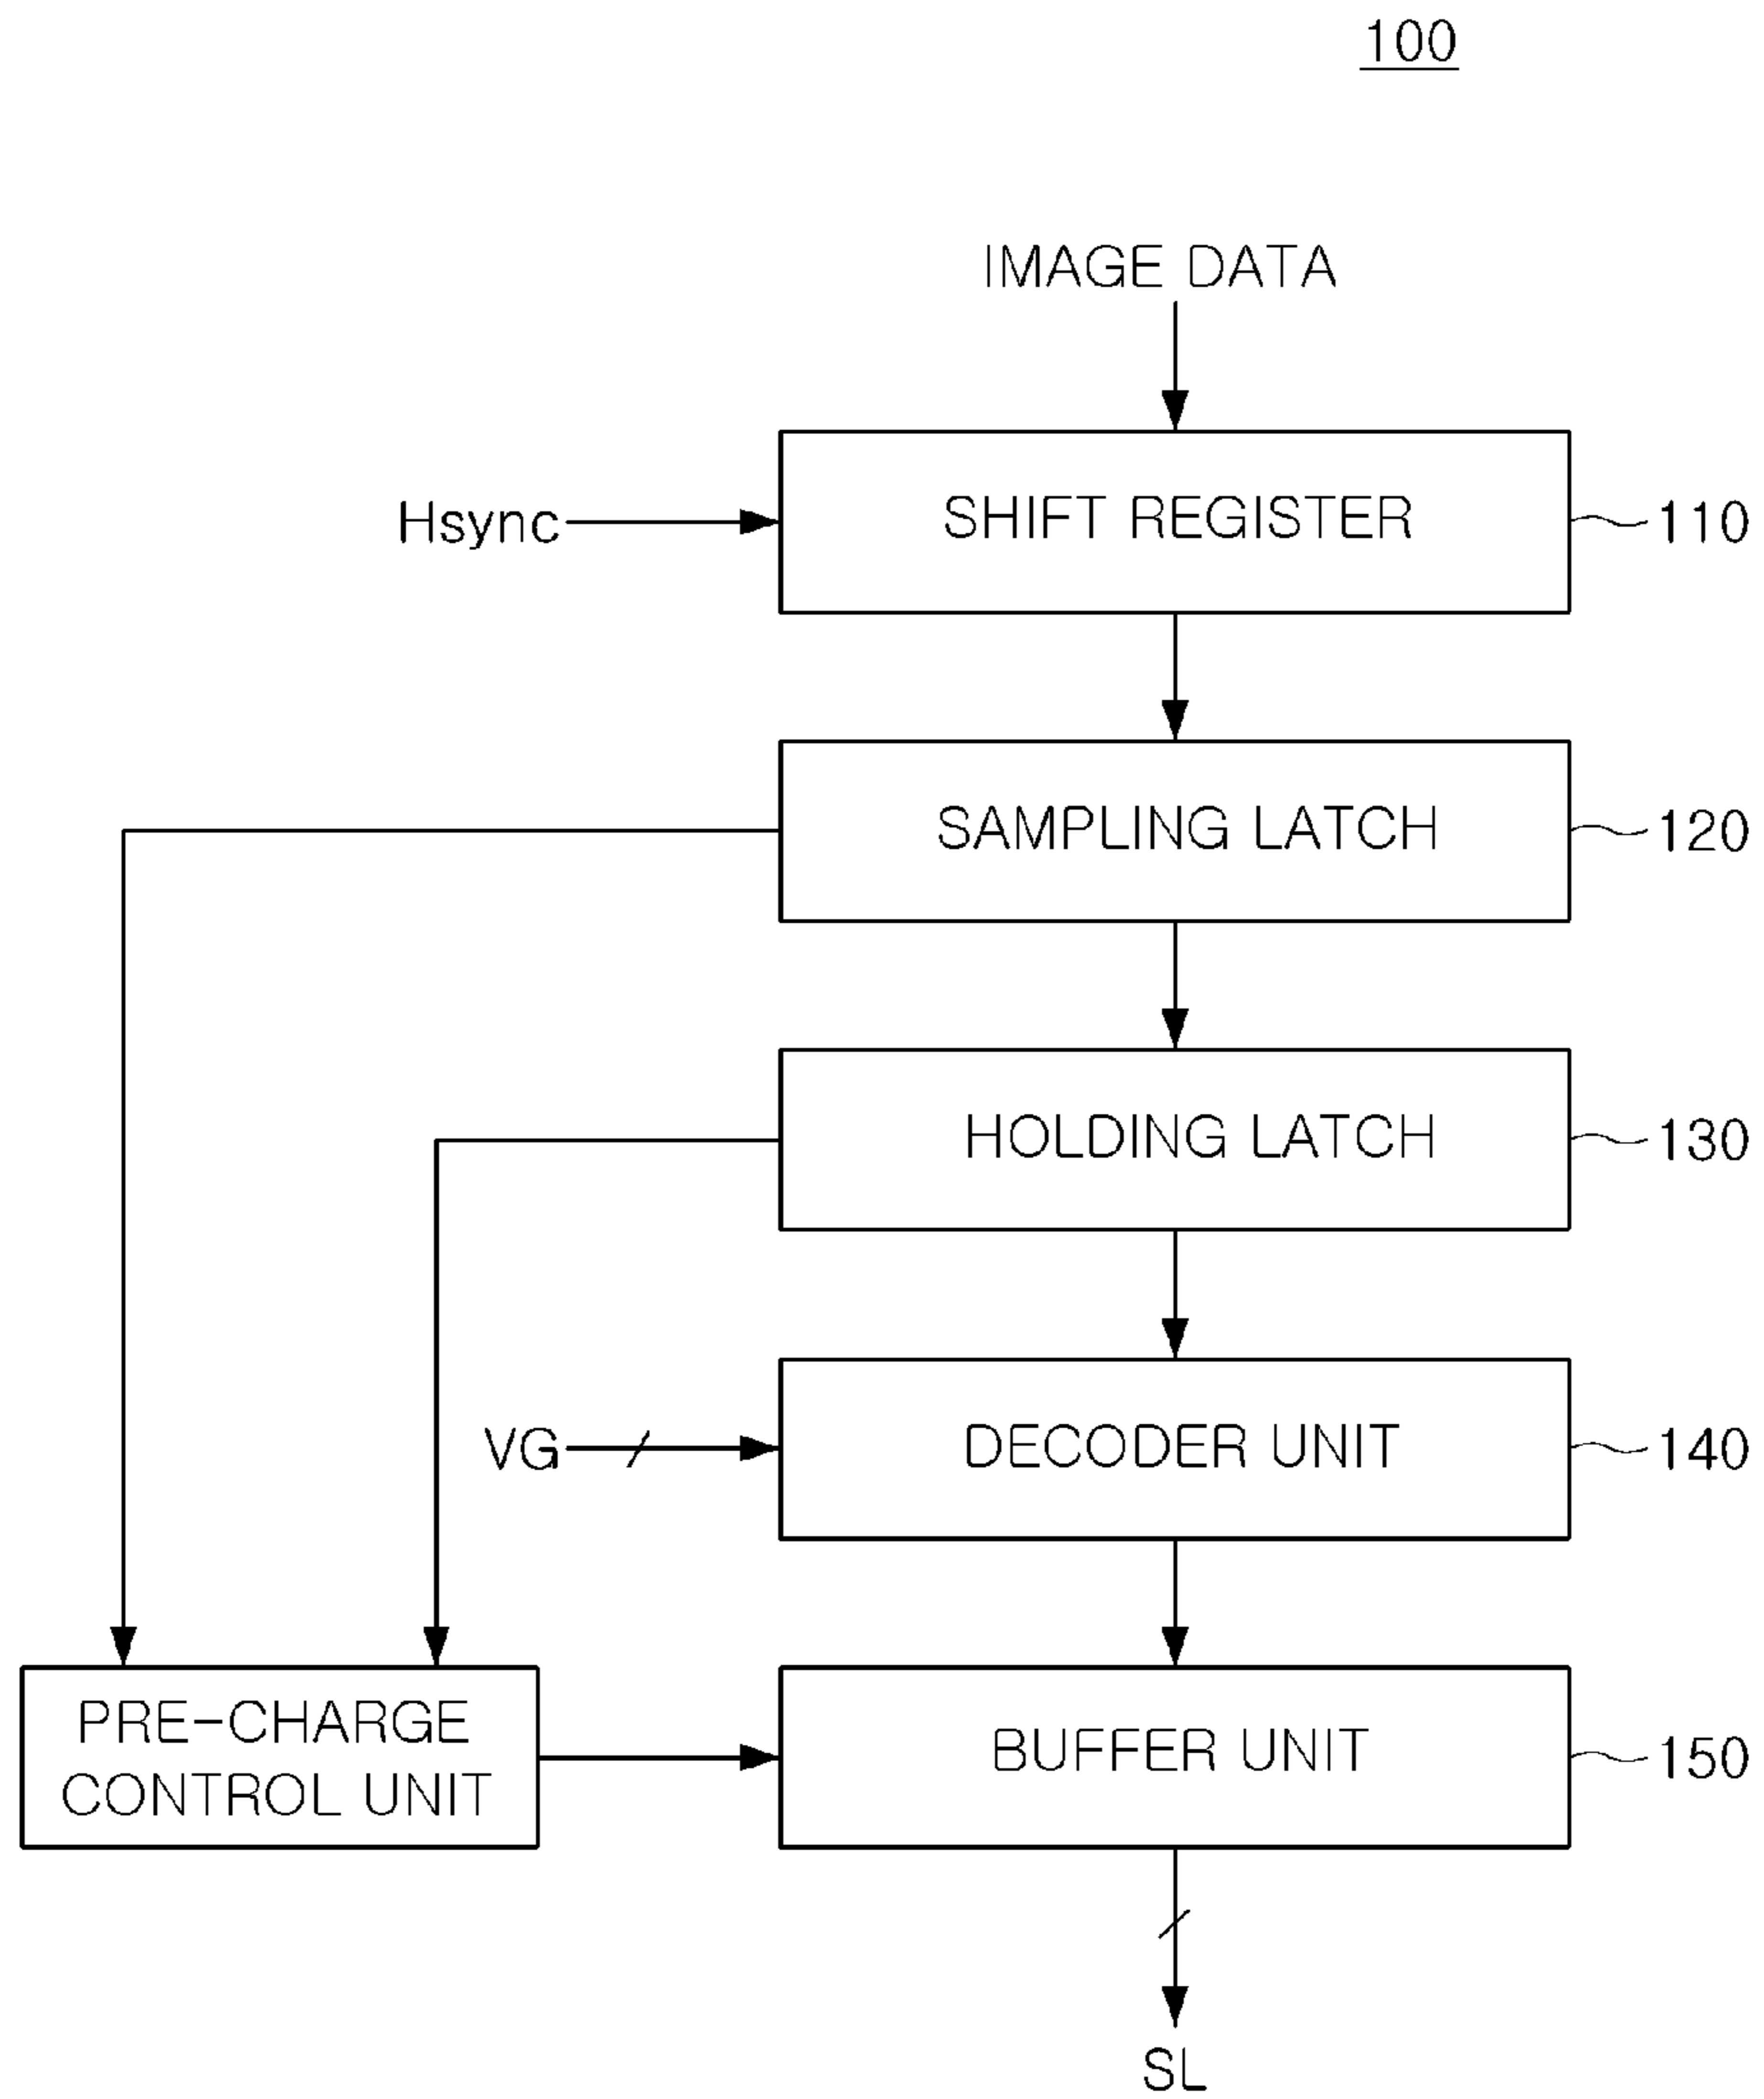 100
IMAGE DATA
Hsync
SHIFT REGISTER
110
SAMPLING LATCH
120
HOLDING LATCH
130
VG
DECODER UNIT
140
PRE-CHARGE
CONTROL UNIT
BUFFER UNIT
150
SL